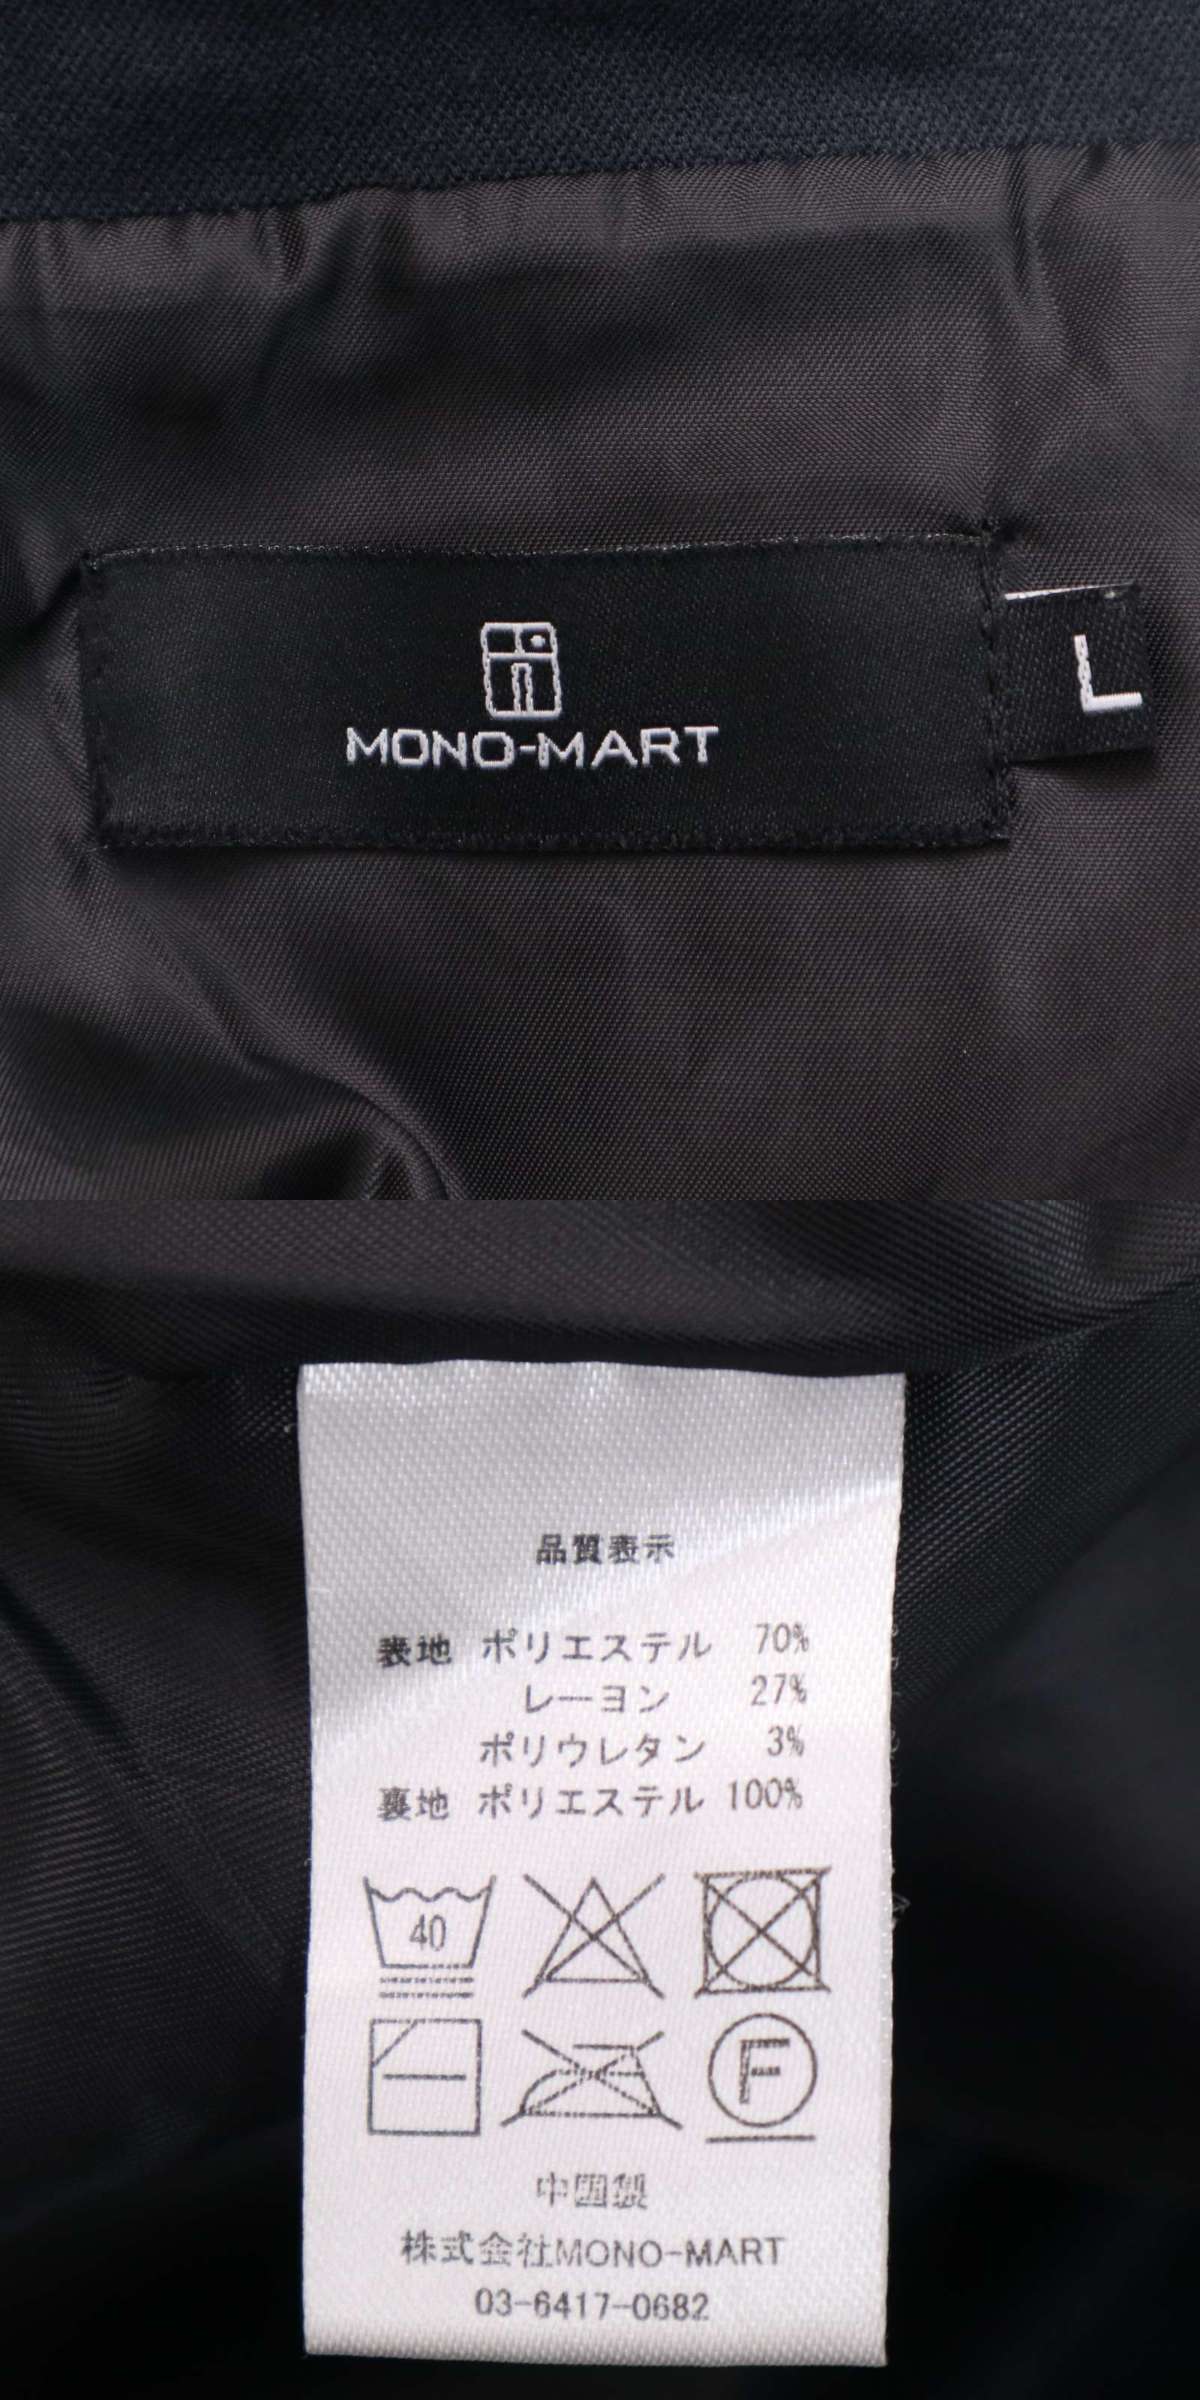 MONO-MART
L
品質表示
表地 ポリエステル 70%
レーヨン 27%
ポリウレタン 3%
裏地 ポリエステル 100%
40
F
中国製
株式会社MONO-MART
03-6417-0682